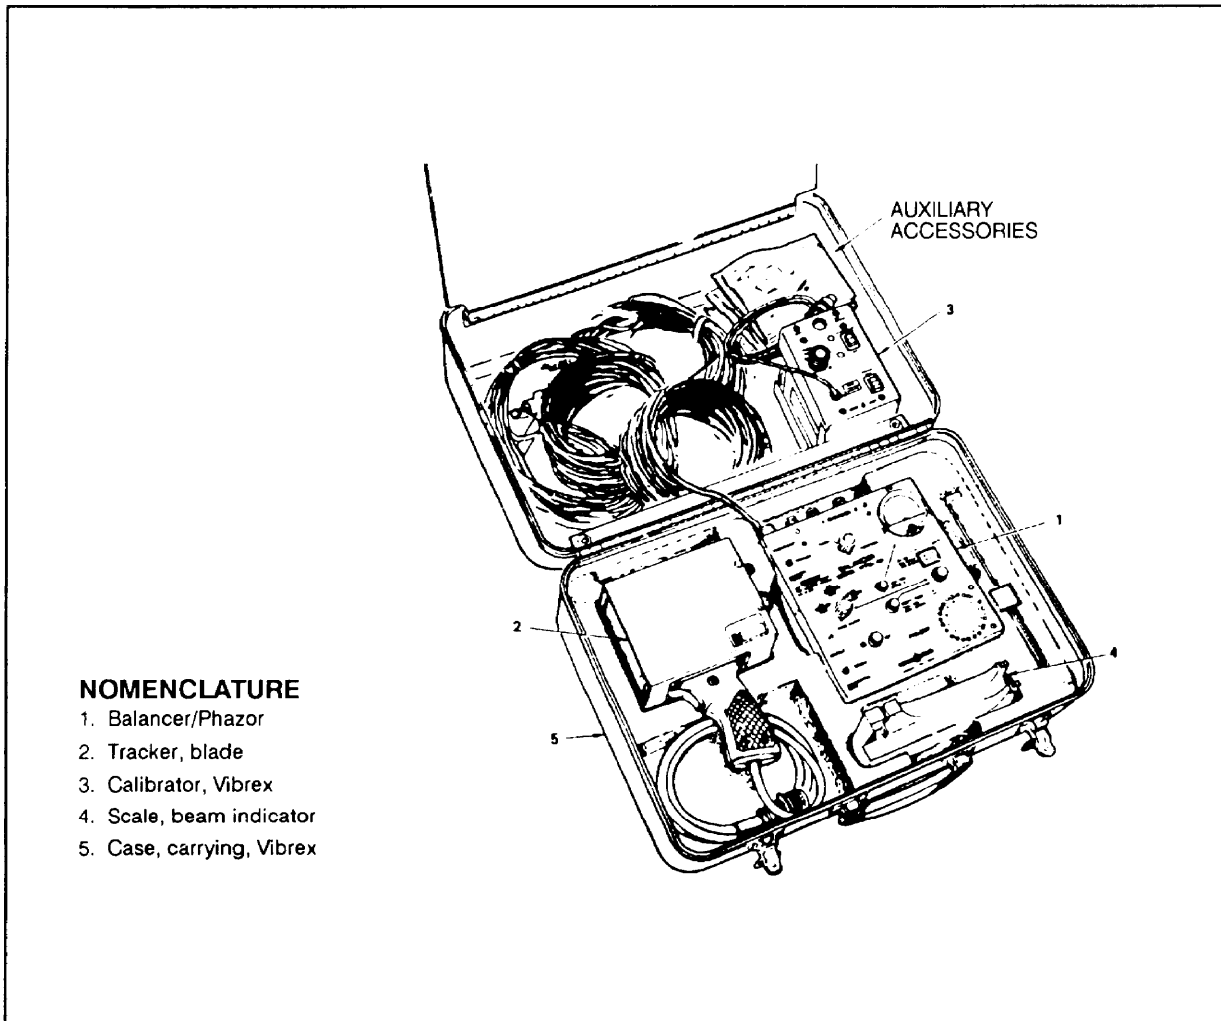 AUXILIARY
ACCESSORIES
3
1
2
4
5
NOMENCLATURE
1. Balancer/Phazor
2. Tracker, blade
3. Calibrator, Vibrex
4. Scale, beam indicator
5. Case, carrying, Vibrex